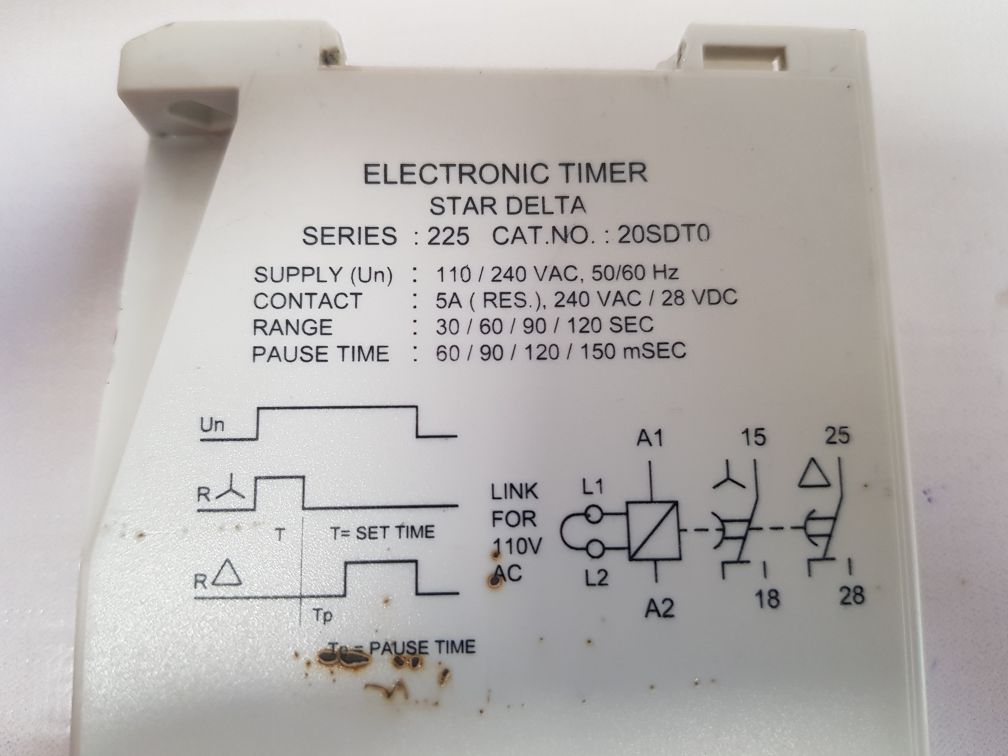 ELECTRONIC TIMER
STAR DELTA
SERIES : 225 CAT.NO. : 20SDT0
SUPPLY (Un) : 110 / 240 VAC, 50/60 Hz
CONTACT : 5A ( RES.), 240 VAC / 28 VDC
RANGE : 30 / 60 / 90 / 120 SEC
PAUSE TIME : 60 / 90 / 120 / 150 mSEC
Un
R
T T= SET TIME
R
Tp
Tp = PAUSE TIME
LINK
FOR
110V
AC
L1
L2
A1
A2
15
18
25
28